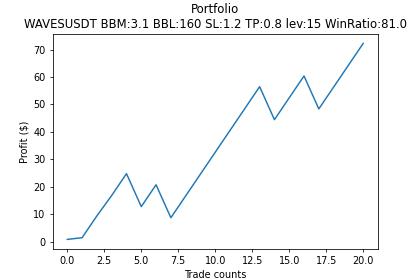 Portfolio
WAVESUSDT BBM:3.1 BBL:160 SL:1.2 TP:0.8 lev:15 WinRatio:81.0
70
60
50
40
30
20
10
0
Profit ($)
0.0 2.5 5.0 7.5 10.0 12.5 15.0 17.5 20.0
Trade counts